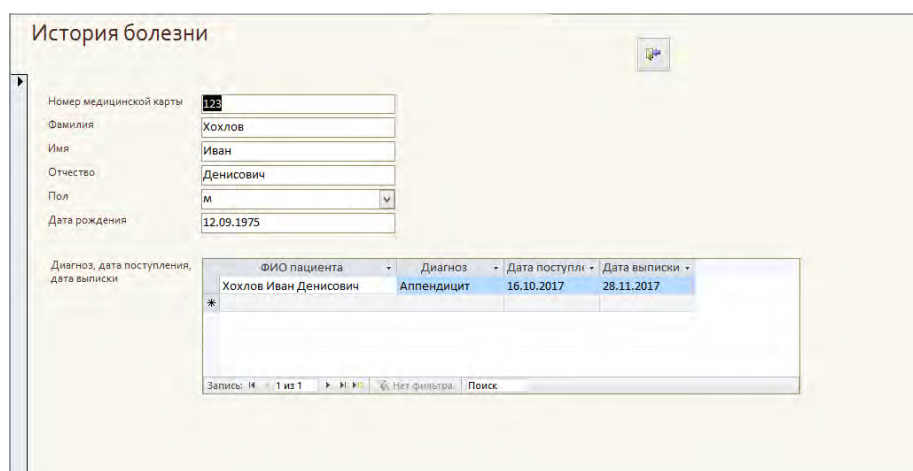 История болезни
Номер медицинской карты 123
Фамилия Хохлов
Имя Иван
Отчество Денисович
Пол м
Дата рождения 12.09.1975
Диагноз, дата поступления,
дата выписки
ФИО пациента Диагноз Дата поступле Дата выписки
Хохлов Иван Денисович Аппендицит 16.10.2017 28.11.2017
Запись: 1 из 1 Нет фильтра Поиск